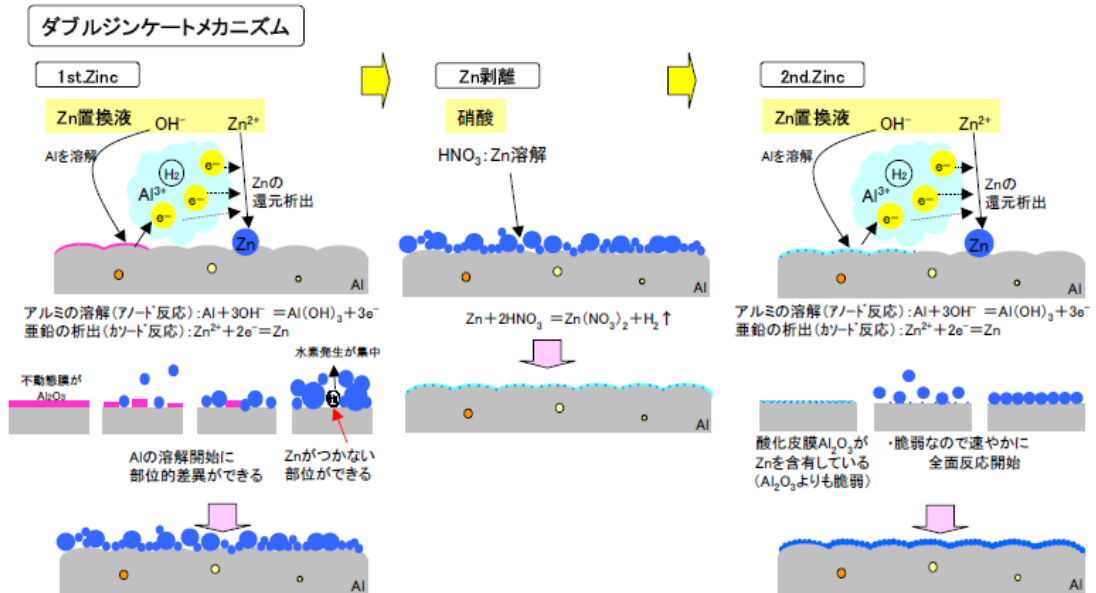 ダブルジンケートメカニズム
1st.Zinc
Zn置換液
OH⁻
Zn²⁺
Alを溶解
H₂
Al³⁺
e⁻
e⁻
e⁻
Znの
還元析出
Zn
Al
アルミの溶解(アノード反応):Al+3OH⁻ =Al(OH)₃+3e⁻
亜鉛の析出(カソード反応):Zn²⁺+2e⁻=Zn
不動態膜が
Al₂O₃
水素発生が集中
H₂
Alの溶解開始に
部位的差異ができる
Znがつかない
部位ができる
Al
Zn剥離
硝酸
HNO₃:Zn溶解
Al
Zn+2HNO₃ =Zn(NO₃)₂+H₂↑
Al
2nd.Zinc
Zn置換液
OH⁻
Zn²⁺
Alを溶解
H₂
Al³⁺
e⁻
e⁻
e⁻
Znの
還元析出
Zn
Al
アルミの溶解(アノード反応):Al+3OH⁻ =Al(OH)₃+3e⁻
亜鉛の析出(カソード反応):Zn²⁺+2e⁻=Zn
酸化皮膜Al₂O₃が
Znを含有している
(Al₂O₃よりも脆弱)
・脆弱なので速やかに
全面反応開始
Al